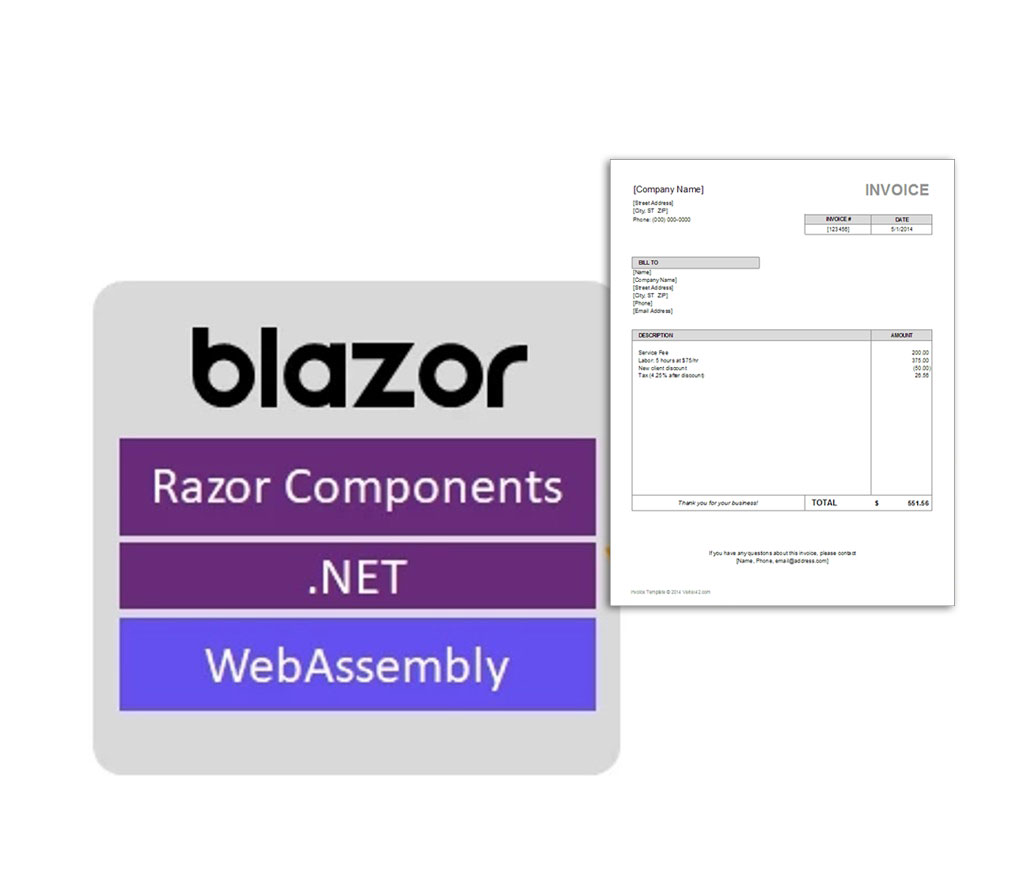 blazor
Razor Components
.NET
WebAssembly
[Company Name]
INVOICE
[Street Address]
[City, ST ZIP]
Phone: (000) 000-0000
INVOICE # DATE
[123456] 5/1/2014
BILL TO
[Name]
[Company Name]
[Street Address]
[City, ST ZIP]
[Phone]
[Email Address]
DESCRIPTION AMOUNT
Service Fee 200.00
Labor: 5 hours at $75/hr 375.00
New client discount (50.00)
Tax (4.25% after discount) 26.56
Thank you for your business! TOTAL $ 551.56
If you have any questions about this invoice, please contact
[Name, Phone, email@address.com]
Invoice Template © 2014 Vertex42.com